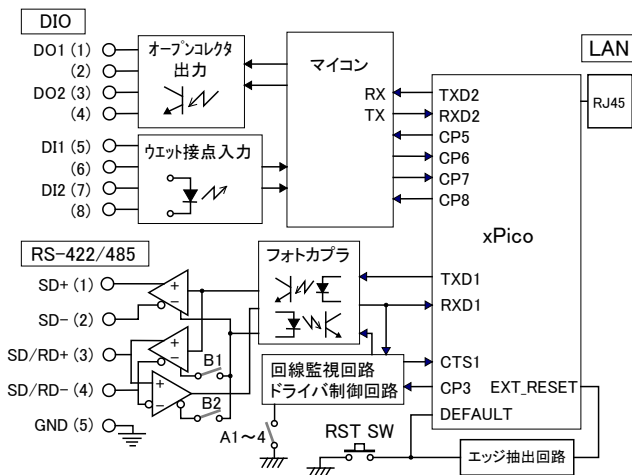 DIO
DO1 (1)
(2)
DO2 (3)
(4)
オープンコレクタ
出力
DI1 (5)
(6)
DI2 (7)
(8)
ウエット接点入力
マイコン
RX
TX
LAN
RJ45
TXD2
RXD2
CP5
CP6
CP7
CP8
xPico
TXD1
RXD1
CTS1
CP3
EXT_RESET
DEFAULT
RS-422/485
SD+ (1)
SD- (2)
SD/RD+ (3)
SD/RD- (4)
GND (5)
+
−
+
−
+
−
B1
B2
フォトカプラ
回線監視回路
ドライバ制御回路
A1～4
RST SW
エッジ抽出回路